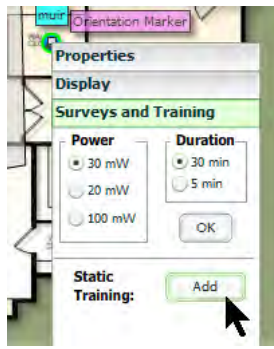 muir Orientation Marker
Properties
Display
Surveys and Training
Power Duration
30 mW 30 min
20 mW 5 min
100 mW OK
Static
Training: Add